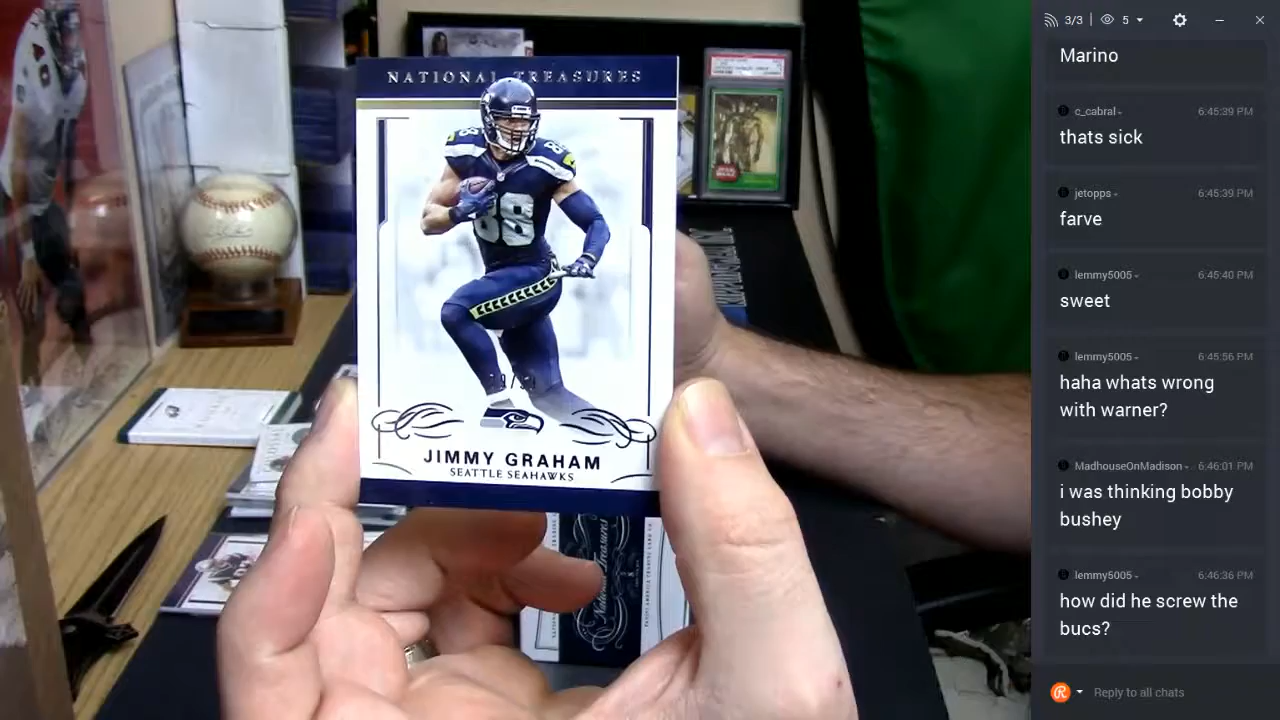 NATIONAL TREASURES
88
JIMMY GRAHAM
SEATTLE SEAHAWKS
National Treasures
3/3
5
Marino
c_cabral
6:45:39 PM
thats sick
jetopps
6:45:39 PM
farve
lemmy5005
6:45:40 PM
sweet
lemmy5005
6:45:56 PM
haha whats wrong
with warner?
MadhouseOnMadison
6:46:01 PM
i was thinking bobby
bushey
lemmy5005
6:46:36 PM
how did he screw the
bucs?
Reply to all chats